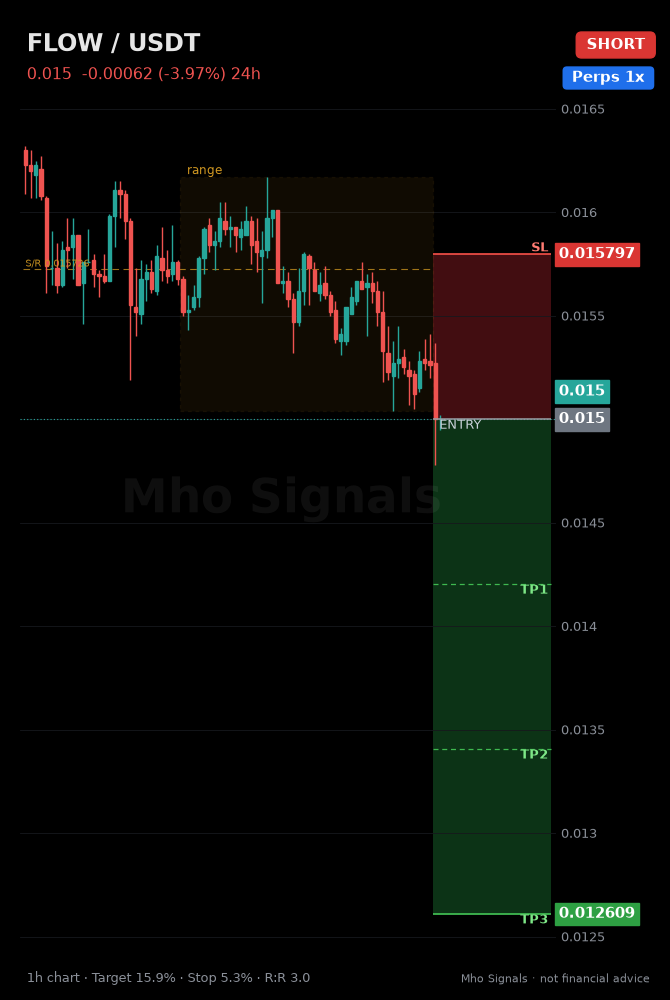 FLOW / USDT
SHORT
0.015 -0.00062 (-3.97%) 24h
Perps 1x
0.0165
range
0.016
SL
0.015797
S/R
0.0155
0.015
0.015
ENTRY
Mho Signals
0.0145
TP1
0.014
0.0135
TP2
0.013
0.012609
TP3
0.0125
1h chart · Target 15.9% · Stop 5.3% · R:R 3.0
Mho Signals · not financial advice